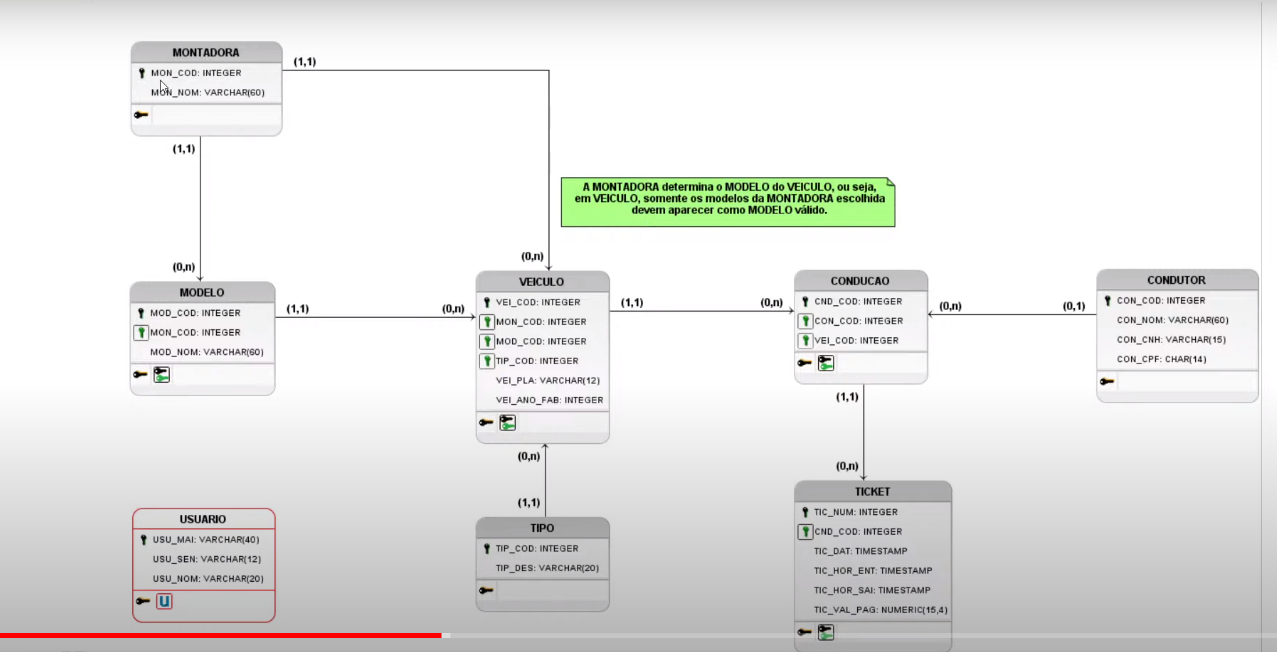 MONTADORA
MON_COD: INTEGER
MON_NOM: VARCHAR(60)
(1,1)
(1,1)
A MONTADORA determina o MODELO do VEICULO, ou seja,
em VEICULO, somente os modelos da MONTADORA escolhida
devem aparecer como MODELO válido.
(0,n)
(0,n)
MODELO
MOD_COD: INTEGER
MON_COD: INTEGER
MOD_NOM: VARCHAR(60)
(1,1)
(0,n)
VEICULO
VEI_COD: INTEGER
MON_COD: INTEGER
MOD_COD: INTEGER
TIP_COD: INTEGER
VEI_PLA: VARCHAR(12)
VEI_ANO_FAB: INTEGER
(1,1)
(0,n)
CONDUCAO
CND_COD: INTEGER
CON_COD: INTEGER
VEI_COD: INTEGER
(0,n)
(0,1)
CONDUTOR
CON_COD: INTEGER
CON_NOM: VARCHAR(60)
CON_CNH: VARCHAR(15)
CON_CPF: CHAR(14)
(1,1)
(0,n)
(0,n)
(1,1)
USUARIO
USU_MAI: VARCHAR(40)
USU_SEN: VARCHAR(12)
USU_NOM: VARCHAR(20)
U
TIPO
TIP_COD: INTEGER
TIP_DES: VARCHAR(20)
TICKET
TIC_NUM: INTEGER
CND_COD: INTEGER
TIC_DAT: TIMESTAMP
TIC_HOR_ENT: TIMESTAMP
TIC_HOR_SAI: TIMESTAMP
TIC_VAL_PAG: NUMERIC(15,4)